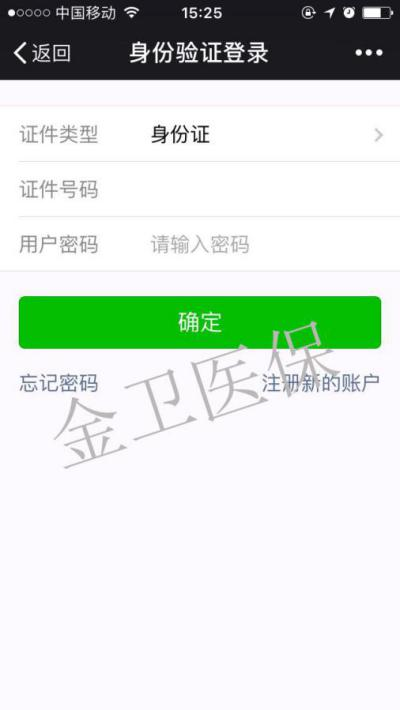 中国移动 15:25
返回 身份验证登录
证件类型 身份证
证件号码
用户密码 请输入密码
确定
忘记密码 注册新的账户
金卫医保